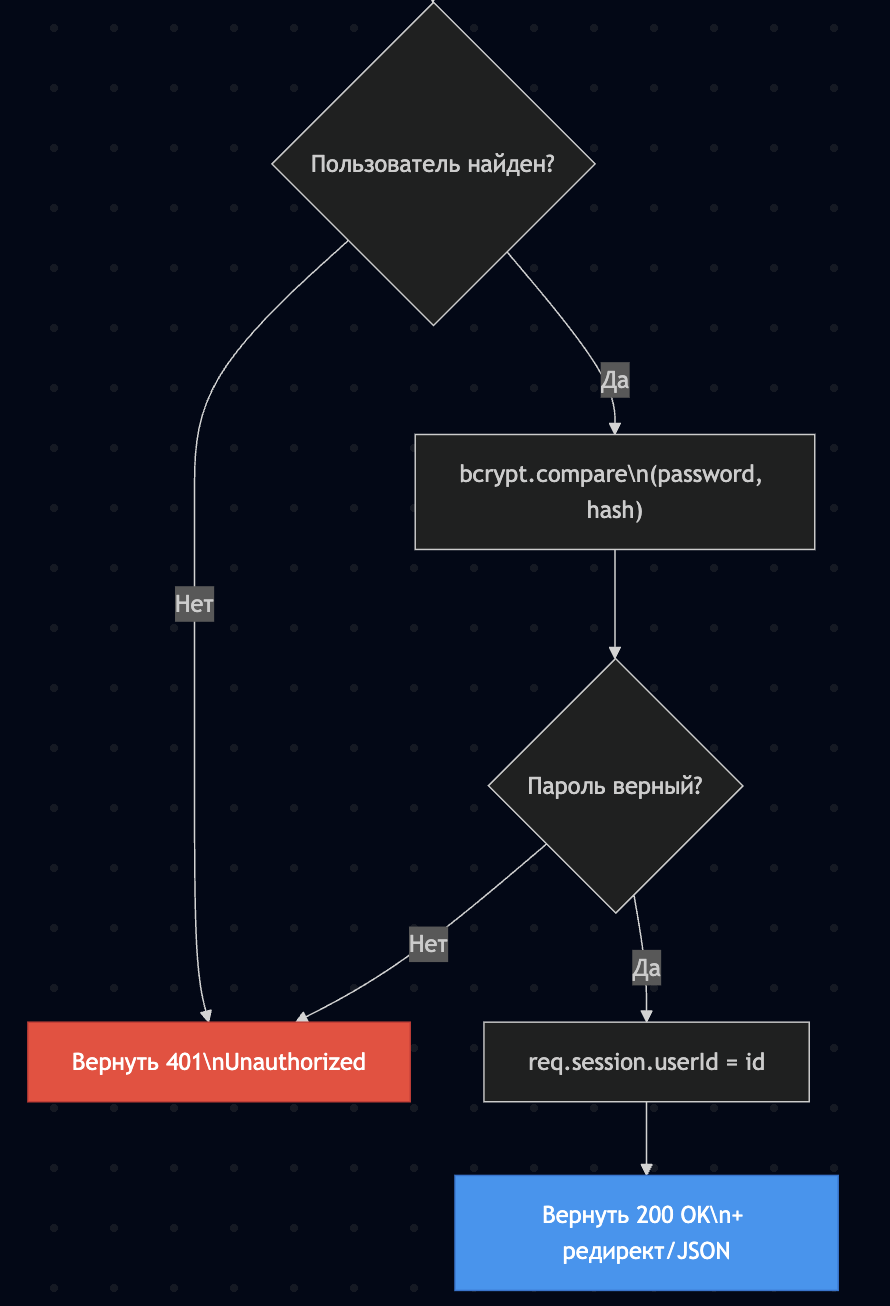 Пользователь найден?
Да
bcrypt.compare\n(password,
hash)
Нет
Пароль верный?
Нет
Да
Вернуть 401\nUnauthorized
req.session.userId = id
Вернуть 200 OK\n+
редирект/JSON